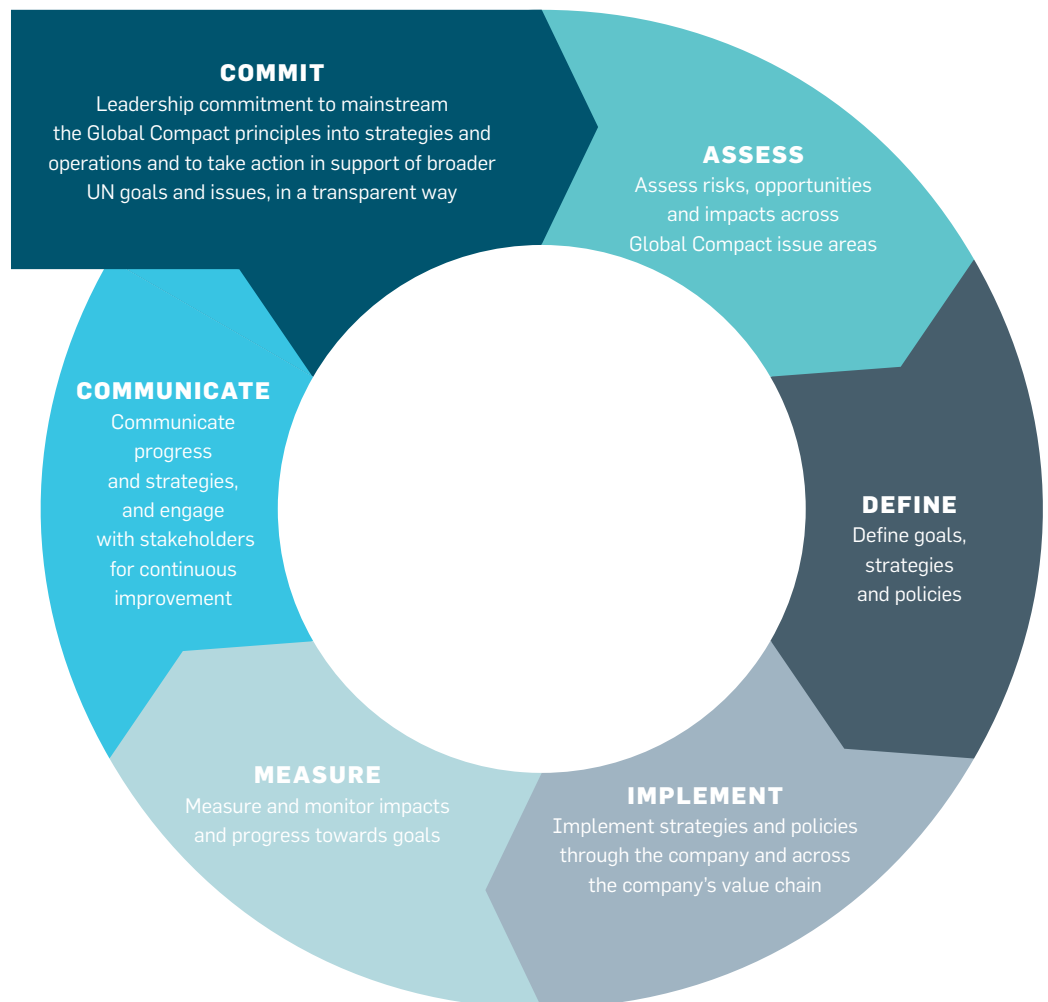 COMMIT
Leadership commitment to mainstream
the Global Compact principles into strategies and
operations and to take action in support of broader
UN goals and issues, in a transparent way
ASSESS
Assess risks, opportunities
and impacts across
Global Compact issue areas
DEFINE
Define goals,
strategies
and policies
IMPLEMENT
Implement strategies and policies
through the company and across
the company’s value chain
MEASURE
Measure and monitor impacts
and progress towards goals
COMMUNICATE
Communicate
progress
and strategies,
and engage
with stakeholders
for continuous
improvement